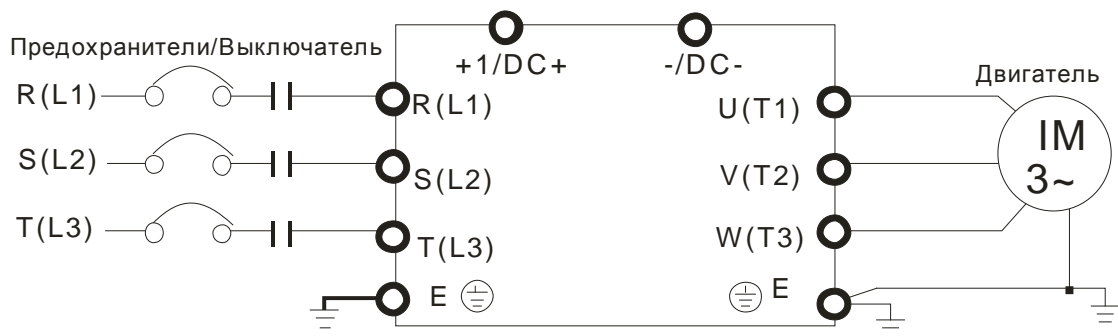 Предохранители/Выключатель
+1/DC+
-/DC-
Двигатель
R(L1)
R(L1)
U(T1)
IM
3~
S(L2)
S(L2)
V(T2)
T(L3)
T(L3)
W(T3)
E
E